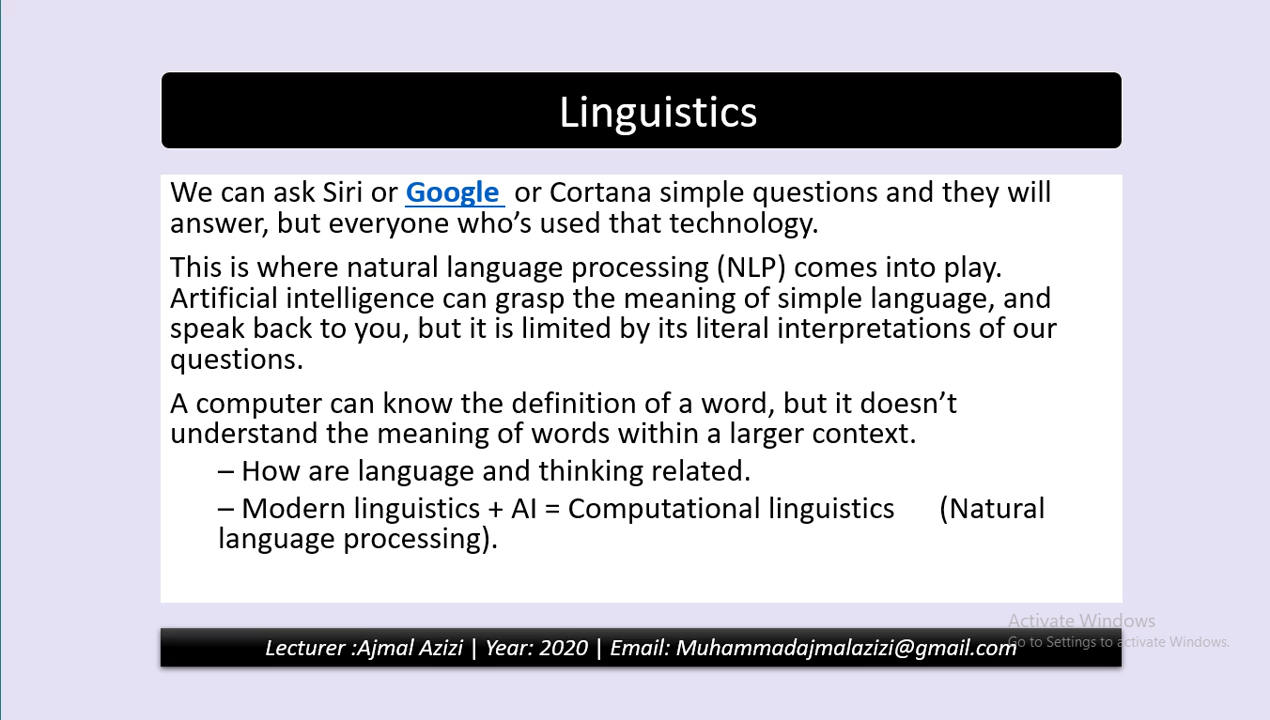 Linguistics
We can ask Siri or Google or Cortana simple questions and they will
answer, but everyone who’s used that technology.
This is where natural language processing (NLP) comes into play.
Artificial intelligence can grasp the meaning of simple language, and
speak back to you, but it is limited by its literal interpretations of our
questions.
A computer can know the definition of a word, but it doesn’t
understand the meaning of words within a larger context.
– How are language and thinking related.
– Modern linguistics + AI = Computational linguistics (Natural
language processing).
Activate Windows
Go to Settings to activate Windows.
Lecturer :Ajmal Azizi | Year: 2020 | Email: Muhammadajmalazizi@gmail.com